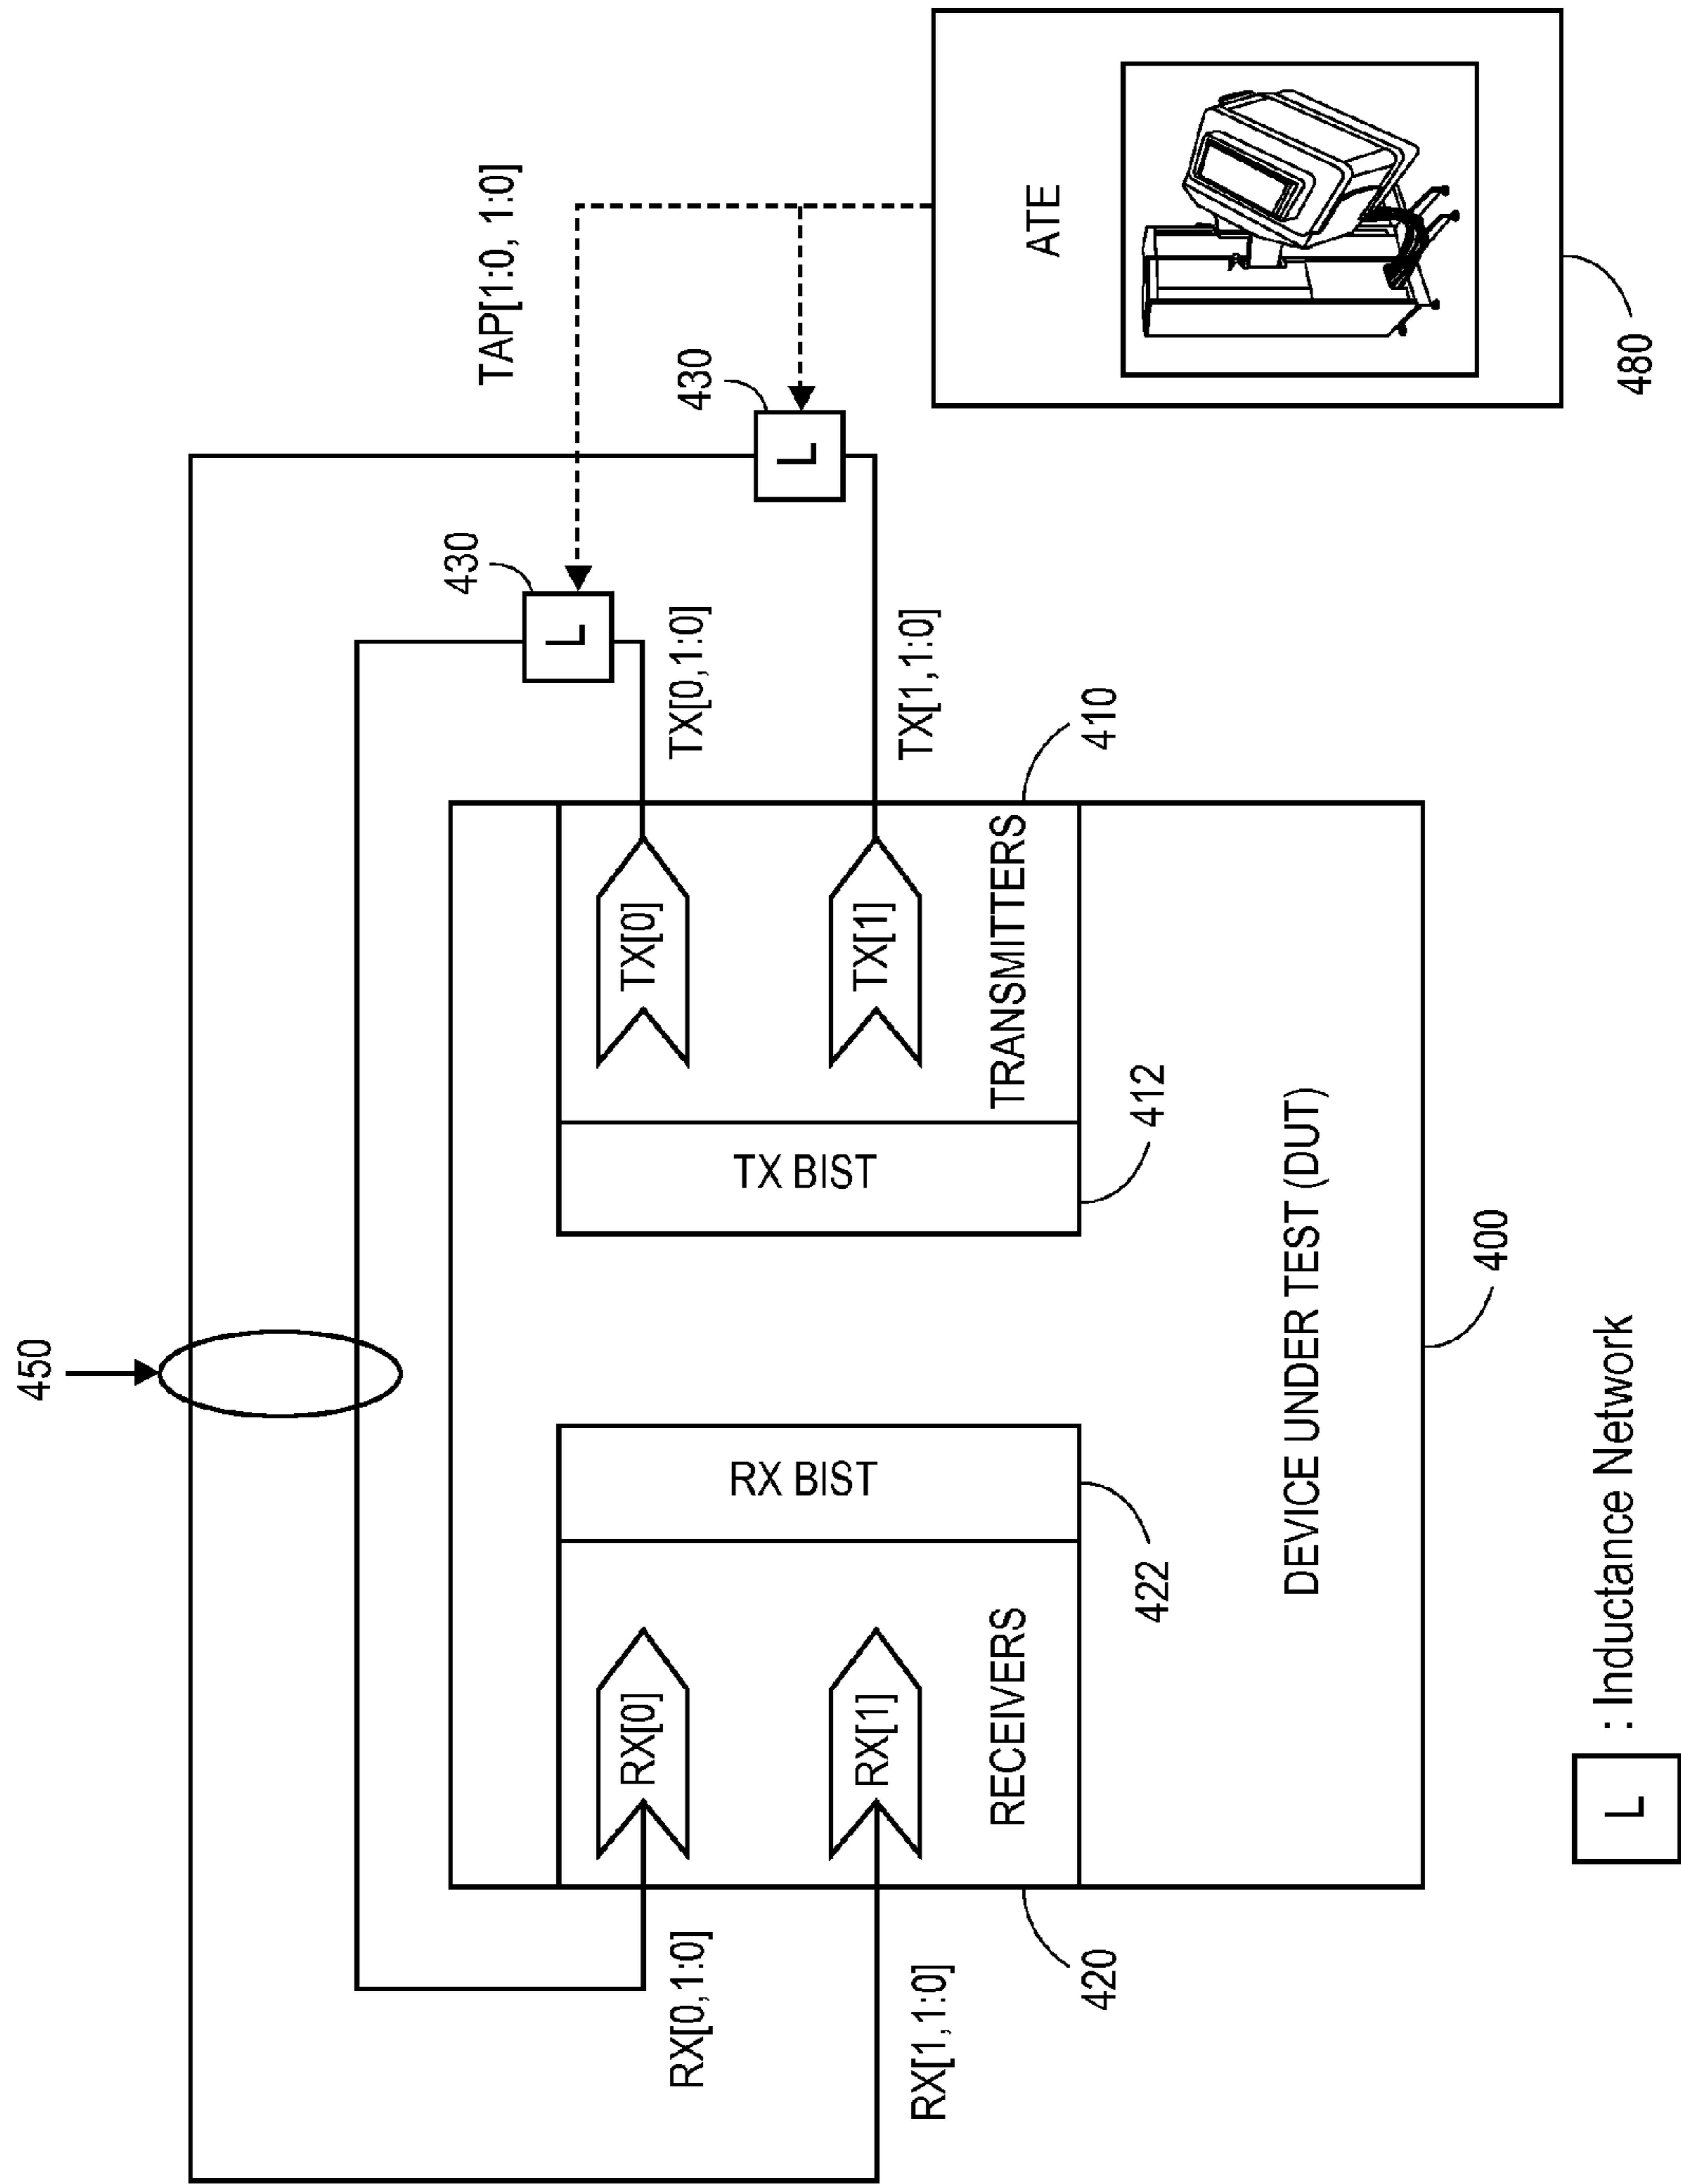 450
TAP[1:0, 1:0]
430
L
430
L
TX[0,1:0]
TX[1,1:0]
ATE
480
RX[0]
RX[1]
RECEIVERS
RX BIST
TX BIST
TX[0]
TX[1]
TRANSMITTERS
410
412
422
420
RX[0,1:0]
RX[1,1:0]
DEVICE UNDER TEST (DUT)
400
L : Inductance Network